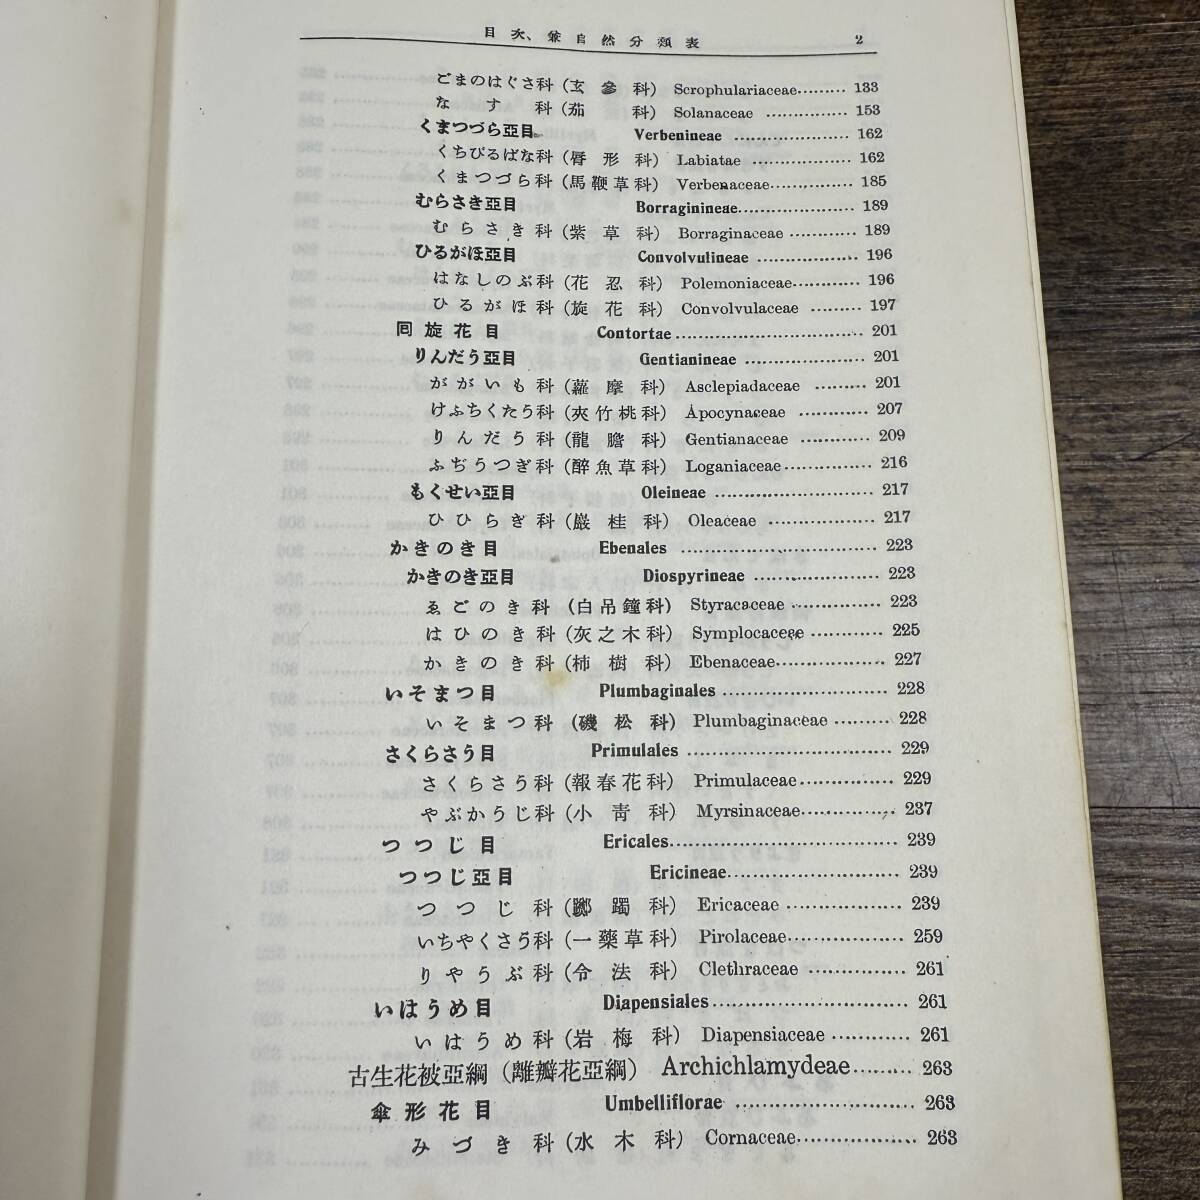 目次、兼自然分類表 2
ごまのはぐさ科 (玄參科) Scrophulariaceae......... 133
なす科 (茄科) Solanaceae ............... 153
くまつづら亞目 Verbenineae ..................... 162
くちびるばな科 (脣形科) Labiatae .................. 162
くまつづら科 (馬鞭草科) Verbenaceae............... 185
むらさき亞目 Borraginineae..................... 189
むらさき科 (紫草科) Borraginaceae ............ 189
ひるがほ亞目 Convolvulineae .................. 196
はなしのぶ科 (花忍科) Polemoniaceae............ 196
ひるがほ科 (旋花科) Convolvulaceae ......... 197
囘旋花目 Contortae.............................. 201
りんだう亞目 Gentianineae ..................... 201
ががいも科 (蘿摩科) Asclepiadaceae ......... 201
けふちくたう科 (夾竹桃科) Apocynaceae ............ 207
りんだう科 (龍膽科) Gentianaceae ............ 209
ふぢうつぎ科 (醉魚草科) Loganiaceae............... 216
もくせい亞目 Oleineae ........................ 217
ひひらぎ科 (巖桂科) Oleaceae .................. 217
かきのき目 Ebenales .............................. 223
かきのき亞目 Diospyrineae ..................... 223
ゑごのき科 (白吊鐘科) Styracaceae ............... 223
はひのき科 (灰之木科) Symplocaceae ............ 225
かきのき科 (柿樹科) Ebenaceae.................. 227
いそまつ目 Plumbaginales ........................ 228
いそまつ科 (磯松科) Plumbaginaceae ......... 228
さくらさう目 Primulales .............................. 229
さくらさう科 (報春花科) Primulaceae............... 229
やぶかうじ科 (小靑科) Myrsinaceae............... 237
つつじ目 Ericales................................. 239
つつじ亞目 Ericineae........................... 239
つつじ科 (躑躅科) Ericaceae .................. 239
いちやくさう科 (一藥草科) Pirolaceae.................. 259
りやうぶ科 (令法科) Clethraceae ............... 261
いはうめ目 Diapensiales........................... 261
いはうめ科 (岩梅科) Diapensiaceae ............ 261
古生花被亞綱 (離瓣花亞綱) Archichlamydeae......... 263
傘形花目 Umbelliflorae ........................... 263
みづき科 (水木科) Cornaceae.................. 263